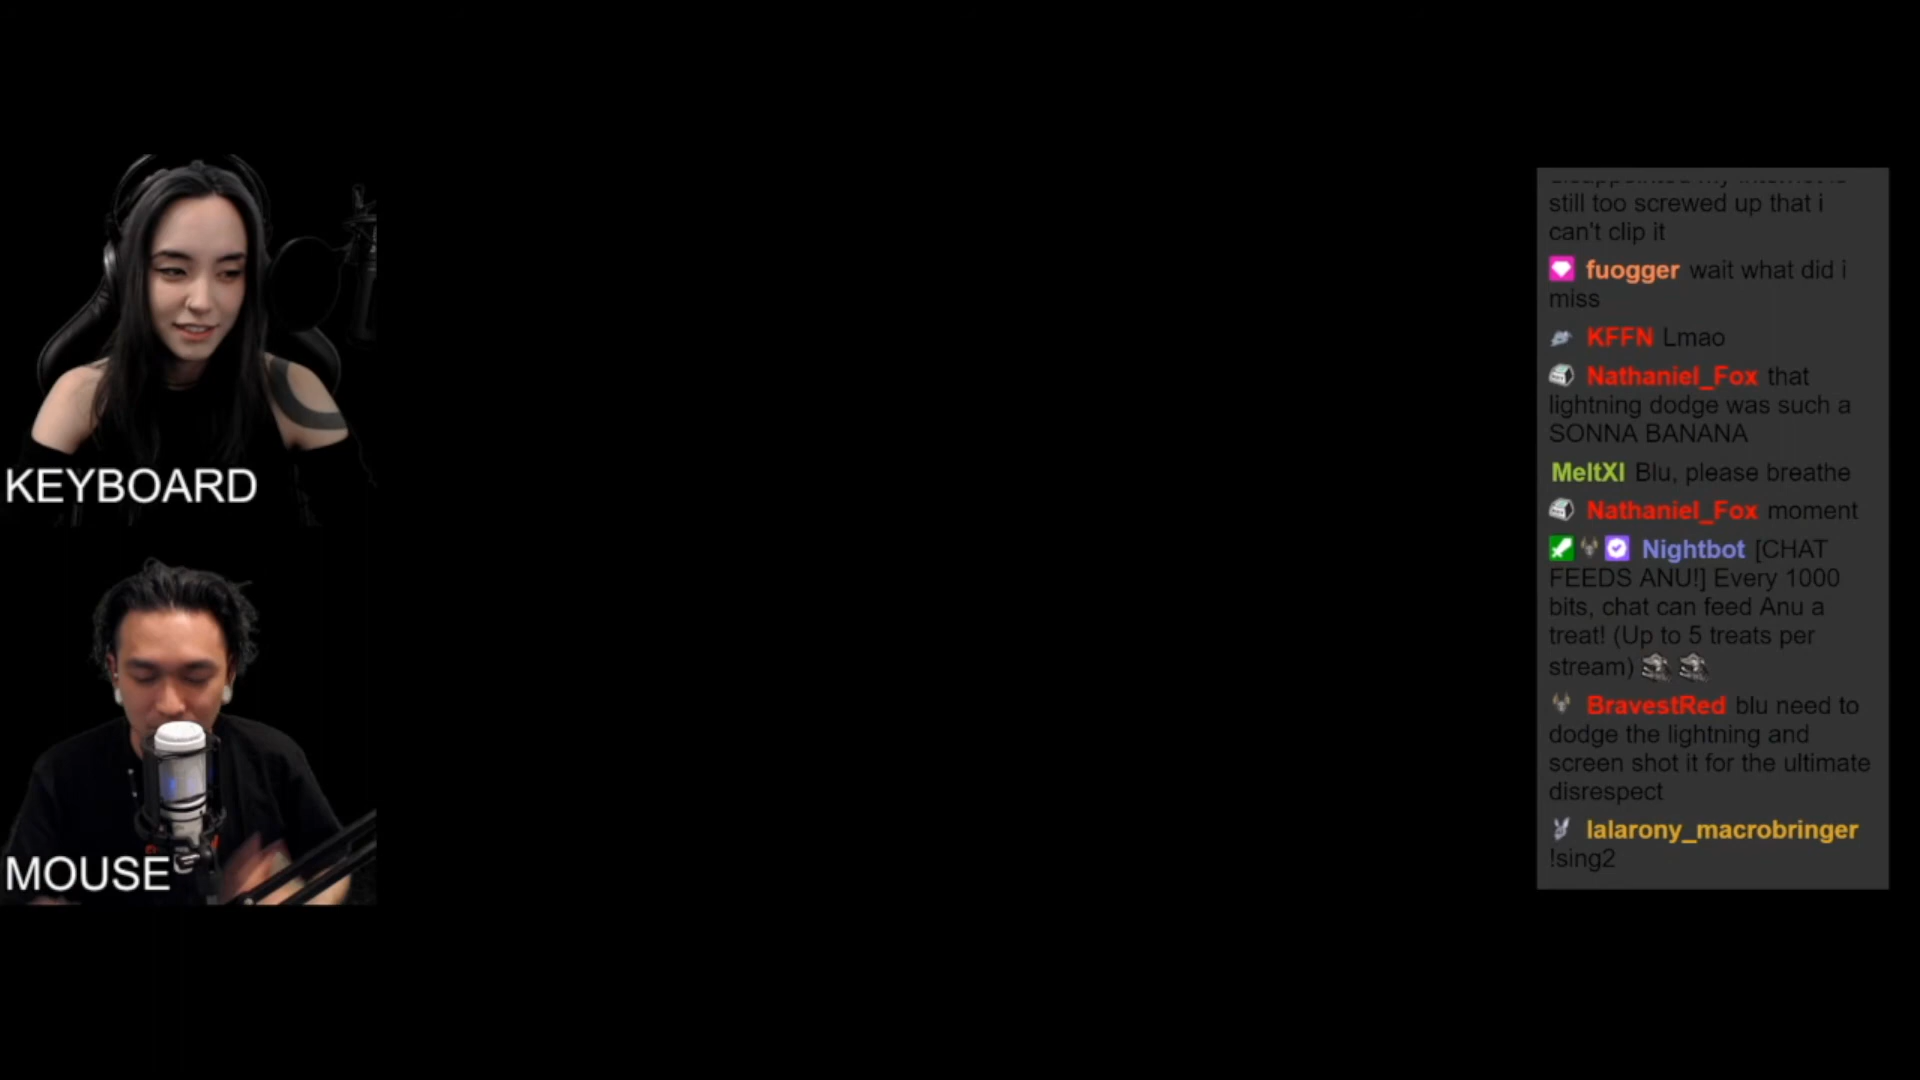 still too screwed up that i
can't clip it
fuogger wait what did i
miss
KFFN Lmao
Nathaniel_Fox that
lightning dodge was such a
SONNA BANANA
MeltXI Blu, please breathe
Nathaniel_Fox moment
Nightbot [CHAT
FEEDS ANU!] Every 1000
bits, chat can feed Anu a
treat! (Up to 5 treats per
stream)
BravestRed blu need to
dodge the lightning and
screen shot it for the ultimate
disrespect
lalarony_macrobringer
!sing2
KEYBOARD
MOUSE